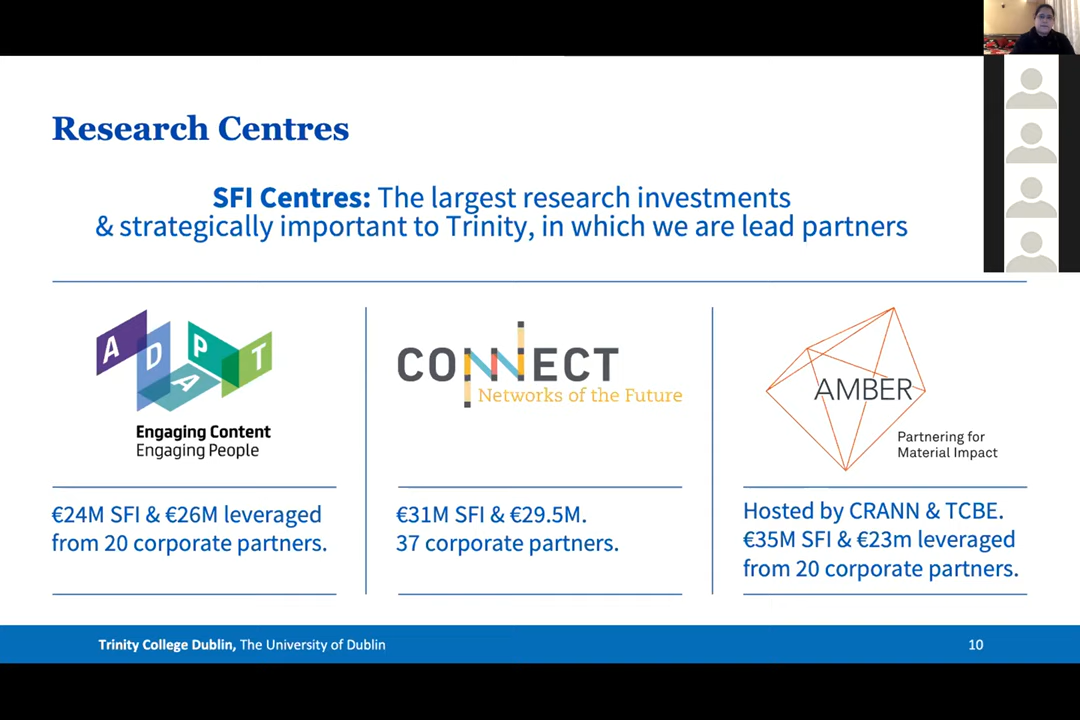 Research Centres
SFI Centres: The largest research investments
& strategically important to Trinity, in which we are lead partners
ADAPT
Engaging Content
Engaging People
€24M SFI & €26M leveraged
from 20 corporate partners.
CONNECT
Networks of the Future
€31M SFI & €29.5M.
37 corporate partners.
AMBER
Partnering for
Material Impact
Hosted by CRANN & TCBE.
€35M SFI & €23m leveraged
from 20 corporate partners.
Trinity College Dublin, The University of Dublin
10